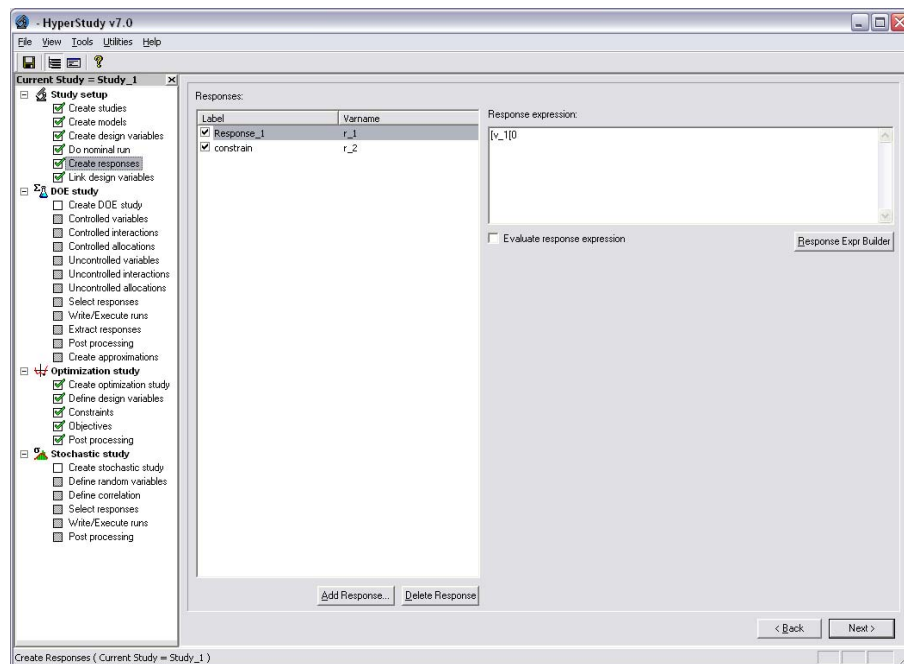 - HyperStudy v7.0
File View Tools Utilities Help
Current Study = Study_1
Study setup
Create studies
Create models
Create design variables
Do nominal run
Create responses
Link design variables
DOE study
Create DOE study
Controlled variables
Controlled interactions
Controlled allocations
Uncontrolled variables
Uncontrolled interactions
Uncontrolled allocations
Select responses
Write/Execute runs
Extract responses
Post processing
Create approximations
Optimization study
Create optimization study
Define design variables
Constraints
Objectives
Post processing
Stochastic study
Create stochastic study
Define random variables
Define correlation
Select responses
Write/Execute runs
Post processing
Responses:
Label Varname
Response_1 r_1
constrain r_2
Add Response... Delete Response
Response expression:
[v_1[0
Evaluate response expression
Response Expr Builder
< Back Next >
Create Responses ( Current Study = Study_1 )